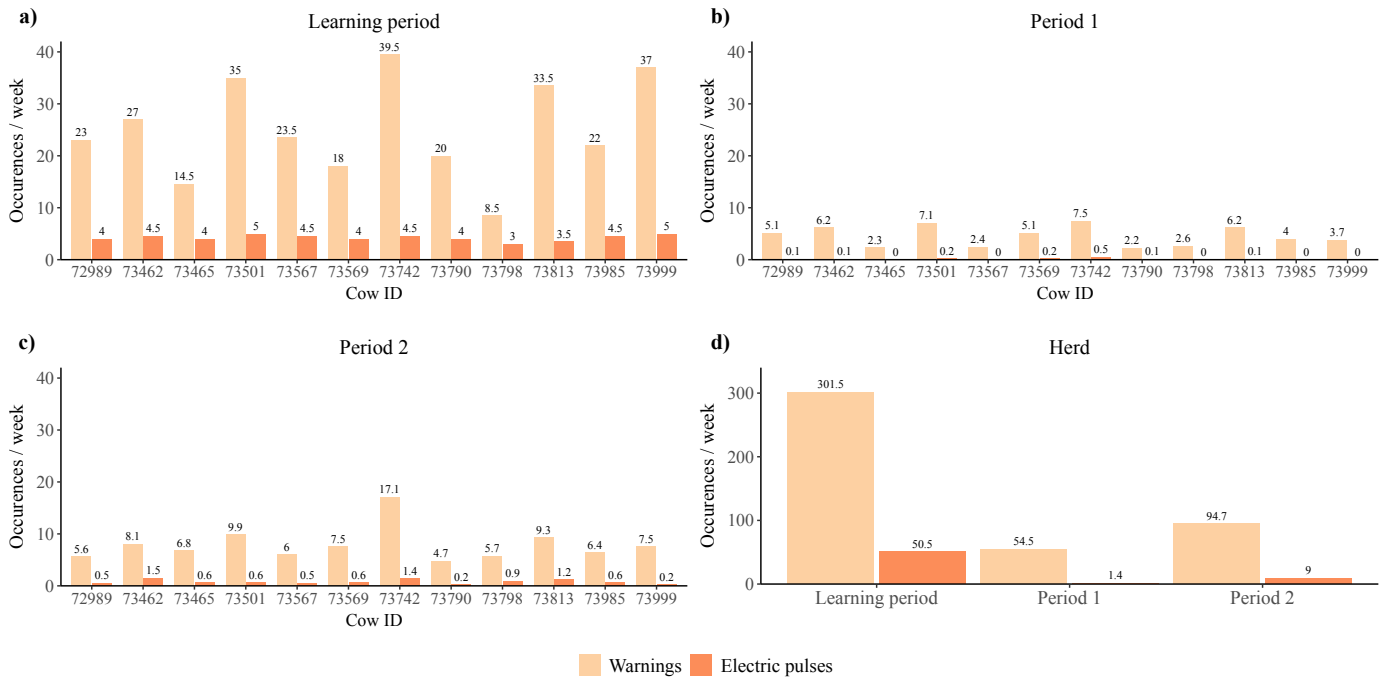 a)
Learning period
Occurences / week
40
30
20
10
0
23 27 14.5 35 23.5 18 39.5 20 8.5 33.5 22 37
4 4.5 4 5 4.5 4 4.5 4 3 3.5 4.5 5
72989 73462 73465 73501 73567 73569 73742 73790 73798 73813 73985 73999
Cow ID
b)
Period 1
Occurences / week
40
30
20
10
0
5.1 6.2 2.3 7.1 2.4 5.1 7.5 2.2 2.6 6.2 4 3.7
0.1 0.1 0 0.2 0 0.2 0.5 0.1 0 0.1 0 0
72989 73462 73465 73501 73567 73569 73742 73790 73798 73813 73985 73999
Cow ID
c)
Period 2
Occurences / week
40
30
20
10
0
5.6 8.1 6.8 9.9 6 7.5 17.1 4.7 5.7 9.3 6.4 7.5
0.5 1.5 0.6 0.6 0.5 0.6 1.4 0.2 0.9 1.2 0.6 0.2
72989 73462 73465 73501 73567 73569 73742 73790 73798 73813 73985 73999
Cow ID
d)
Herd
Occurences / week
300
200
100
0
301.5 54.5 94.7
50.5 1.4 9
Learning period Period 1 Period 2
Warnings Electric pulses